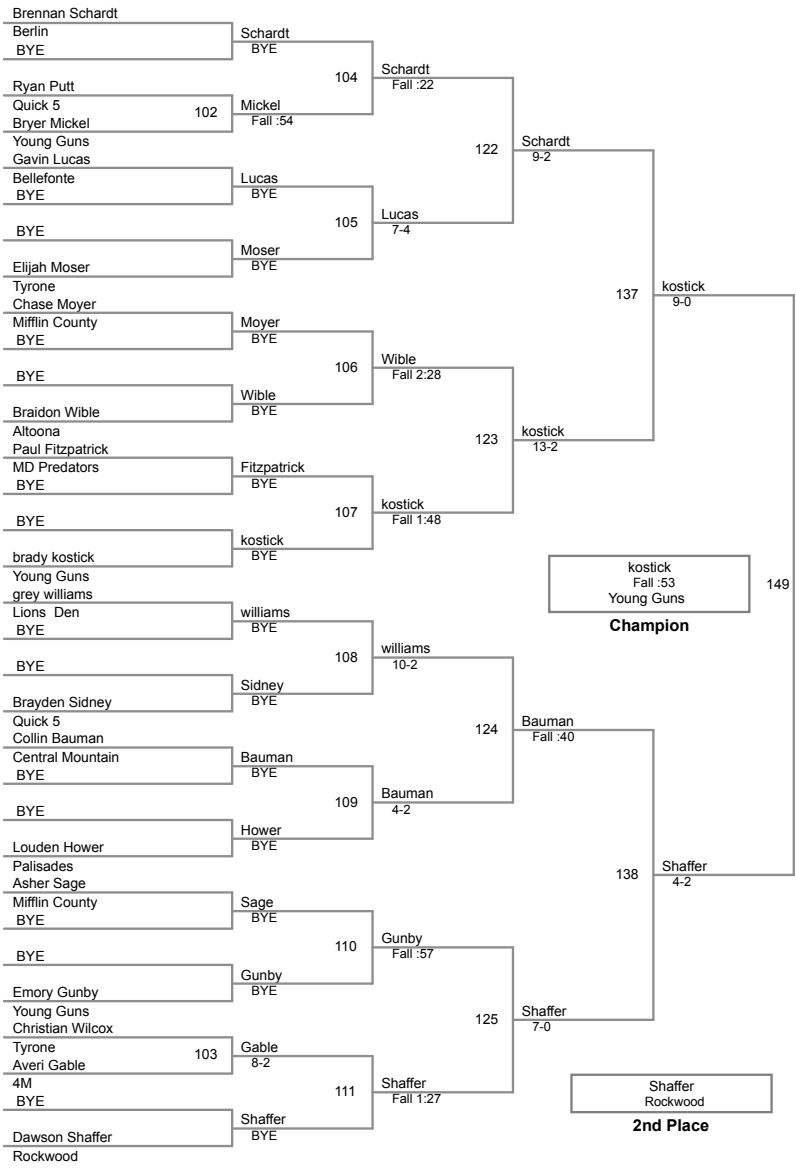 Brennan Schardt
Berlin
BYE
Schardt
BYE
104
Schardt
Fall :22
Ryan Putt
Quick 5
Bryer Mickel
Young Guns
102
Mickel
Fall :54
122
Schardt
9-2
Gavin Lucas
Bellefonte
BYE
Lucas
BYE
105
Lucas
7-4
BYE
Elijah Moser
Tyrone
Moser
BYE
137
kostick
9-0
Chase Moyer
Mifflin County
BYE
Moyer
BYE
106
Wible
Fall 2:28
BYE
Braidon Wible
Altoona
Wible
BYE
123
kostick
13-2
Paul Fitzpatrick
MD Predators
BYE
Fitzpatrick
BYE
107
kostick
Fall 1:48
BYE
brady kostick
Young Guns
kostick
BYE
kostick
Fall :53
Young Guns
Champion
149
grey williams
Lions  Den
BYE
williams
BYE
108
williams
10-2
BYE
Brayden Sidney
Quick 5
Sidney
BYE
124
Bauman
Fall :40
Collin Bauman
Central Mountain
BYE
Bauman
BYE
109
Bauman
4-2
BYE
Louden Hower
Palisades
Hower
BYE
138
Shaffer
4-2
Asher Sage
Mifflin County
BYE
Sage
BYE
110
Gunby
Fall :57
BYE
Emory Gunby
Young Guns
Gunby
BYE
125
Shaffer
7-0
Christian Wilcox
Tyrone
Averi Gable
4M
103
Gable
8-2
111
Shaffer
Fall 1:27
BYE
Dawson Shaffer
Rockwood
Shaffer
BYE
Shaffer
Rockwood
2nd Place